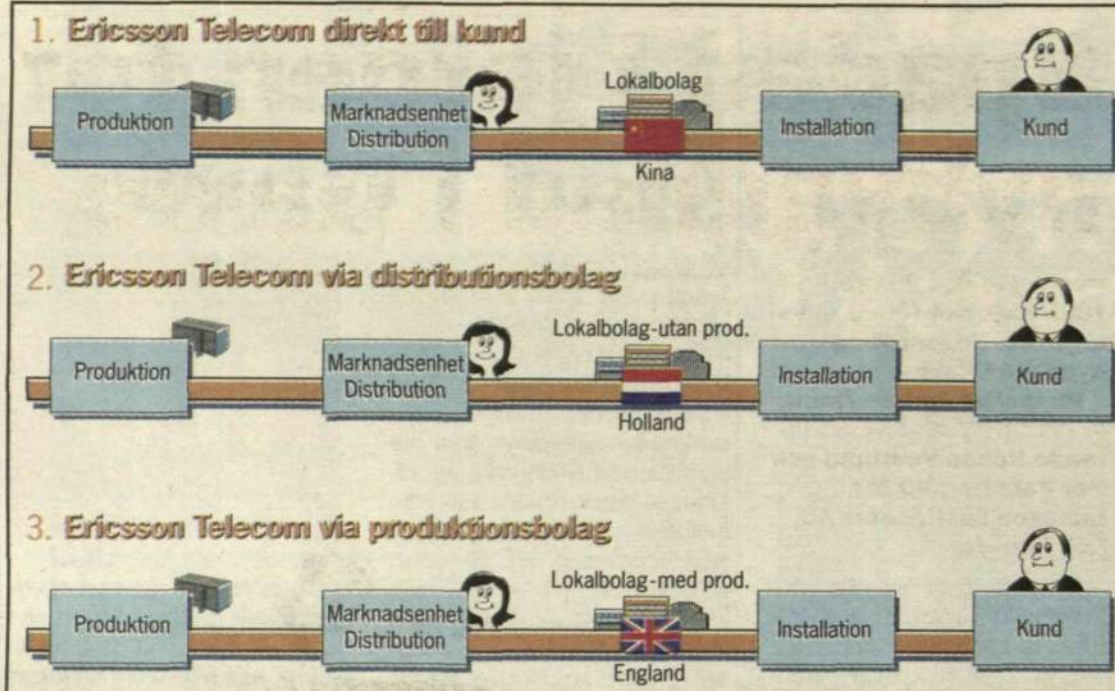 1. Ericsson Telecom direkt till kund
Produktion
Marknadsenhet
Distribution
Lokalbolag
Kina
Installation
Kund
2. Ericsson Telecom via distributionsbolag
Produktion
Marknadsenhet
Distribution
Lokalbolag-utan prod.
Holland
Installation
Kund
3. Ericsson Telecom via produktionsbolag
Produktion
Marknadsenhet
Distribution
Lokalbolag-med prod.
England
Installation
Kund